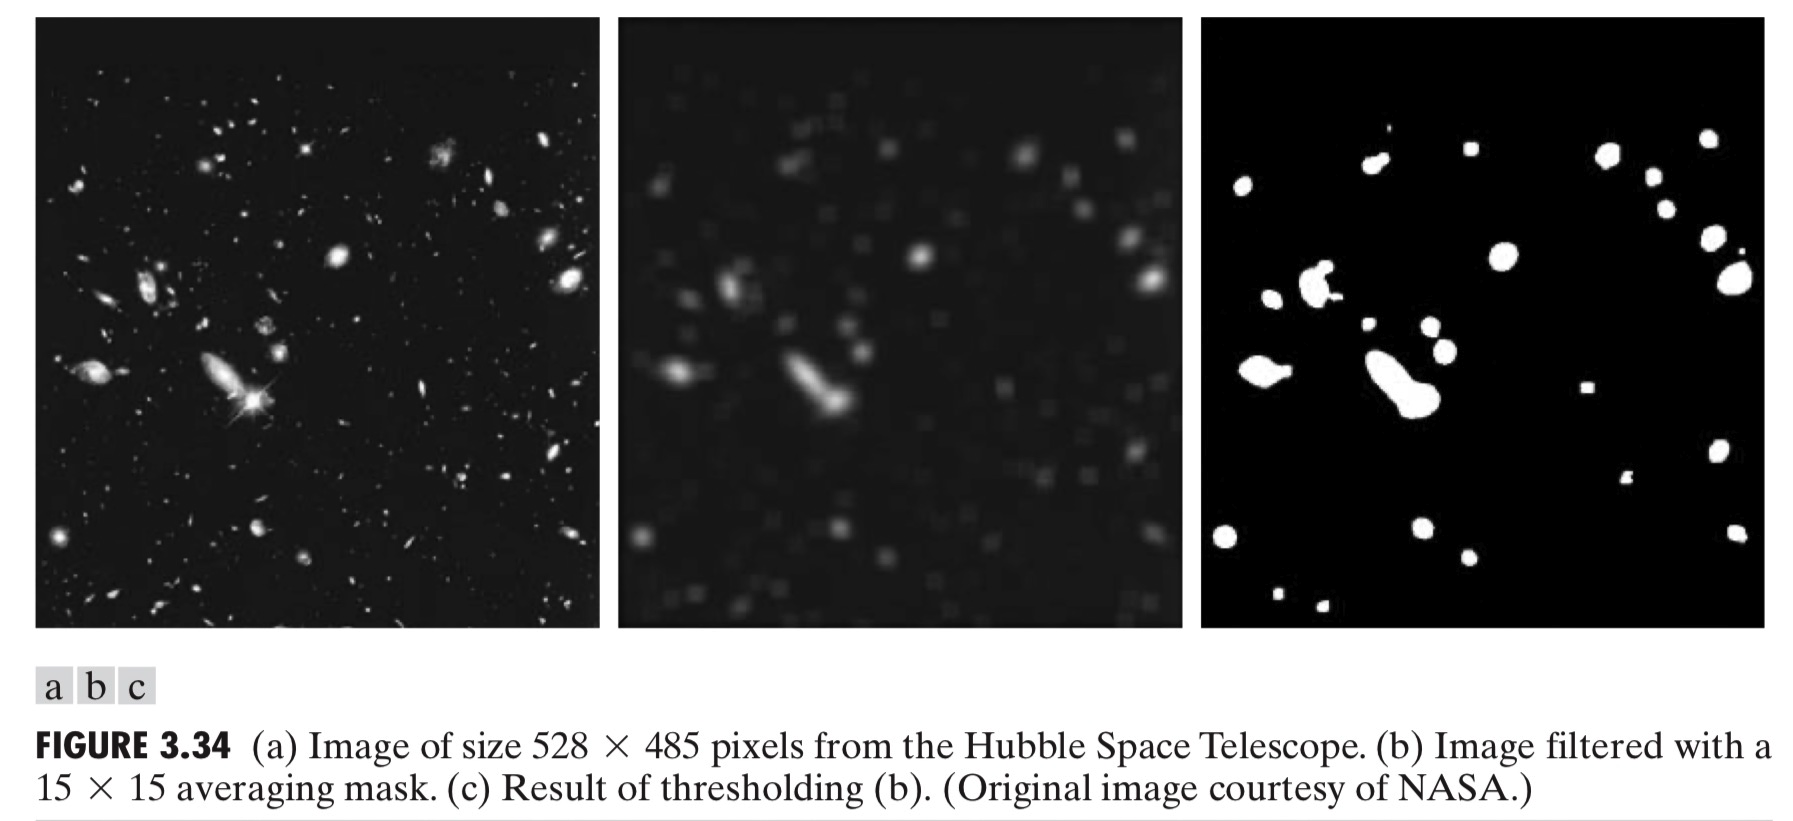 a b c
FIGURE 3.34 (a) Image of size 528 × 485 pixels from the Hubble Space Telescope. (b) Image filtered with a
15 × 15 averaging mask. (c) Result of thresholding (b). (Original image courtesy of NASA.)